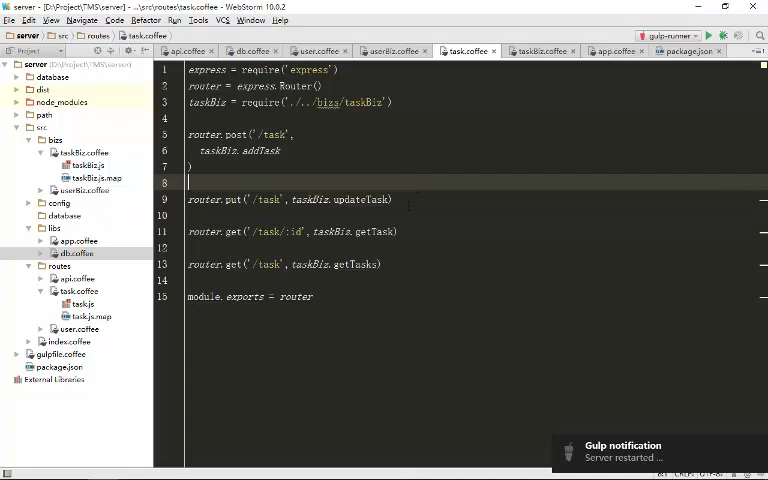 server - [D:\Project\TMS\server] - ...\src\routes\task.coffee - WebStorm 10.0.2
File Edit View Navigate Code Refactor Run Tools VCS Window Help
server src routes task.coffee gulp-runner
Project api.coffee db.coffee user.coffee userBiz.coffee task.coffee taskBiz.coffee app.coffee package.json
server (D:\Project\TMS\server)
database
dist
node_modules
path
src
bizs
taskBiz.coffee
taskBiz.js
taskBiz.js.map
userBiz.coffee
config
database
libs
app.coffee
db.coffee
routes
api.coffee
task.coffee
task.js
task.js.map
user.coffee
index.coffee
gulpfile.coffee
package.json
External Libraries
1 express = require('express')
2 router = express.Router()
3 taskBiz = require('./../bizs/taskBiz')
4
5 router.post('/task',
6 taskBiz.addTask
7 )
8
9 router.put('/task',taskBiz.updateTask)
10
11 router.get('/task/:id',taskBiz.getTask)
12
13 router.get('/task',taskBiz.getTasks)
14
15 module.exports = router
Gulp notification
Server restarted ...